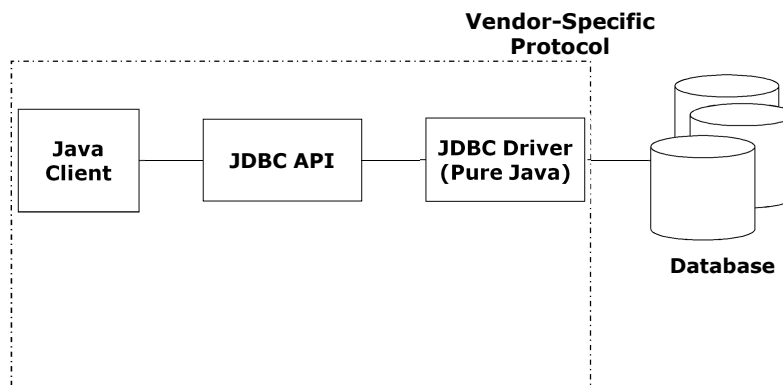 Vendor-Specific
Protocol
Java
Client
JDBC API
JDBC Driver
(Pure Java)
Database